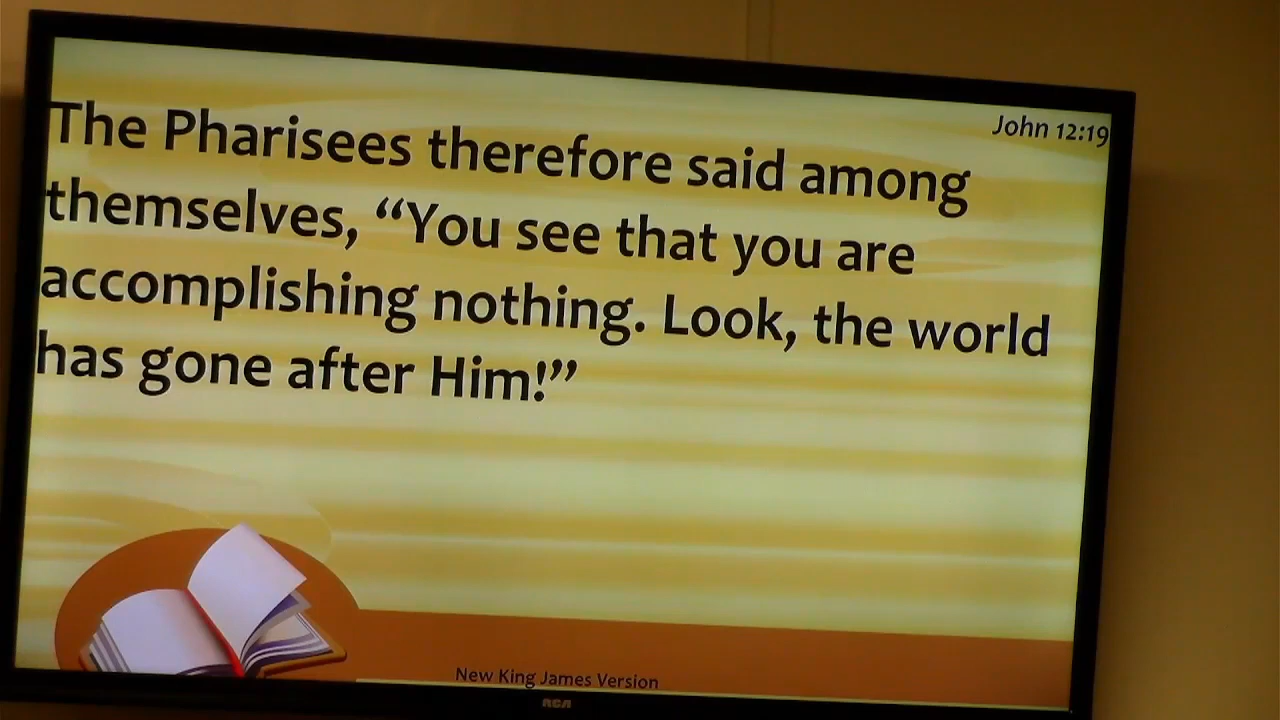 John 12:19
The Pharisees therefore said among
themselves, “You see that you are
accomplishing nothing. Look, the world
has gone after Him!”
New King James Version
RCA